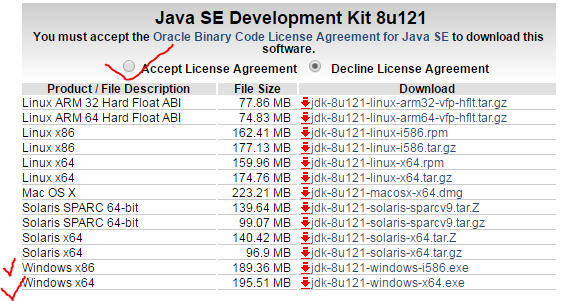 Java SE Development Kit 8u121
You must accept the Oracle Binary Code License Agreement for Java SE to download this
software.
Accept License Agreement Decline License Agreement
Product / File Description File Size Download
Linux ARM 32 Hard Float ABI 77.86 MB jdk-8u121-linux-arm32-vfp-hflt.tar.gz
Linux ARM 64 Hard Float ABI 74.83 MB jdk-8u121-linux-arm64-vfp-hflt.tar.gz
Linux x86 162.41 MB jdk-8u121-linux-i586.rpm
Linux x86 177.13 MB jdk-8u121-linux-i586.tar.gz
Linux x64 159.96 MB jdk-8u121-linux-x64.rpm
Linux x64 174.76 MB jdk-8u121-linux-x64.tar.gz
Mac OS X 223.21 MB jdk-8u121-macosx-x64.dmg
Solaris SPARC 64-bit 139.64 MB jdk-8u121-solaris-sparcv9.tar.Z
Solaris SPARC 64-bit 99.07 MB jdk-8u121-solaris-sparcv9.tar.gz
Solaris x64 140.42 MB jdk-8u121-solaris-x64.tar.Z
Solaris x64 96.9 MB jdk-8u121-solaris-x64.tar.gz
Windows x86 189.36 MB jdk-8u121-windows-i586.exe
Windows x64 195.51 MB jdk-8u121-windows-x64.exe